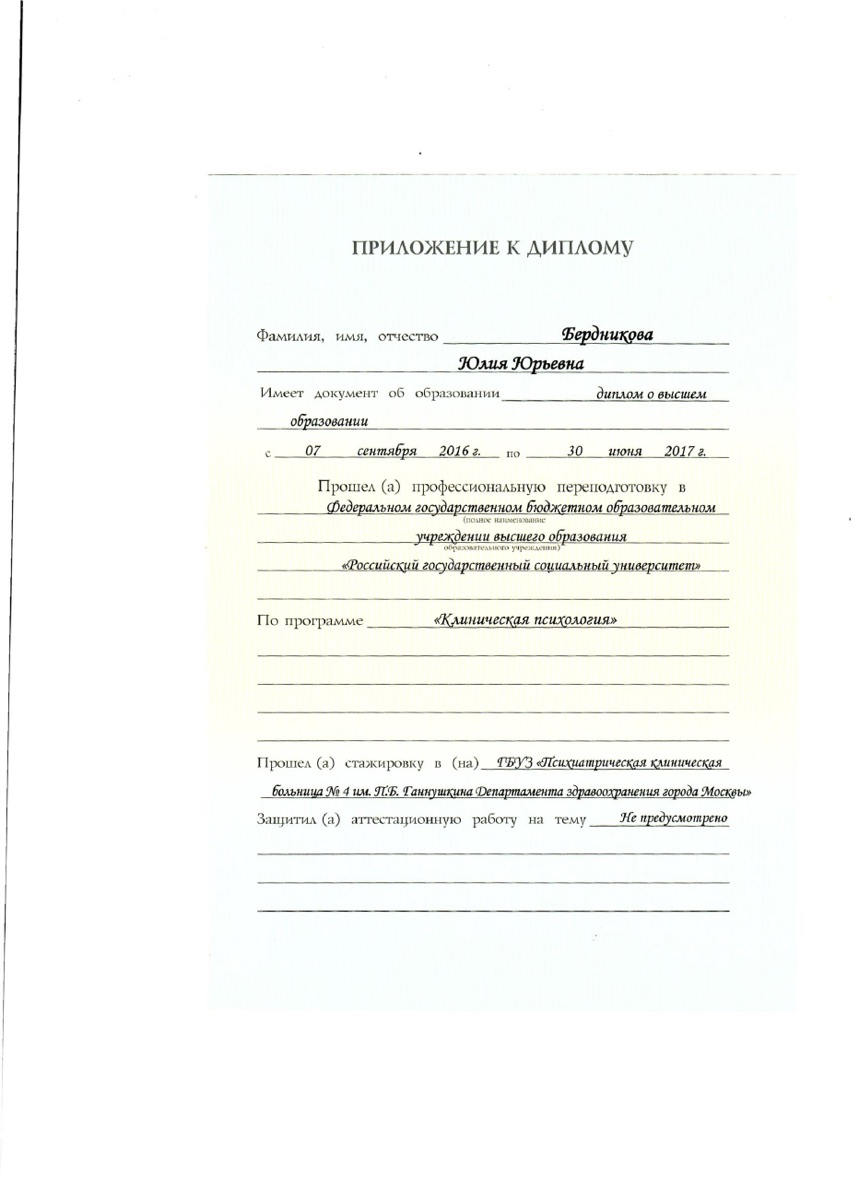 ПРИЛОЖЕНИЕ К ДИПЛОМУ
Фамилия, имя, отчество Бердникова
Юлия Юрьевна
Имеет документ об образовании диплом о высшем
образовании
с 07 сентября 2016 г. по 30 июня 2017 г.
Прошел (а) профессиональную переподготовку в
Федеральном государственном бюджетном образовательном
(полное наименование
учреждении высшего образования
образовательного учреждения)
«Российский государственный социальный университет»
По программе «Клиническая психология»
Прошел (а) стажировку в (на) ГБУЗ «Психиатрическая клиническая
больница № 4 им. П.Б. Ганнушкина Департамента здравоохранения города Москвы»
Защитил (а) аттестационную работу на тему Не предусмотрено